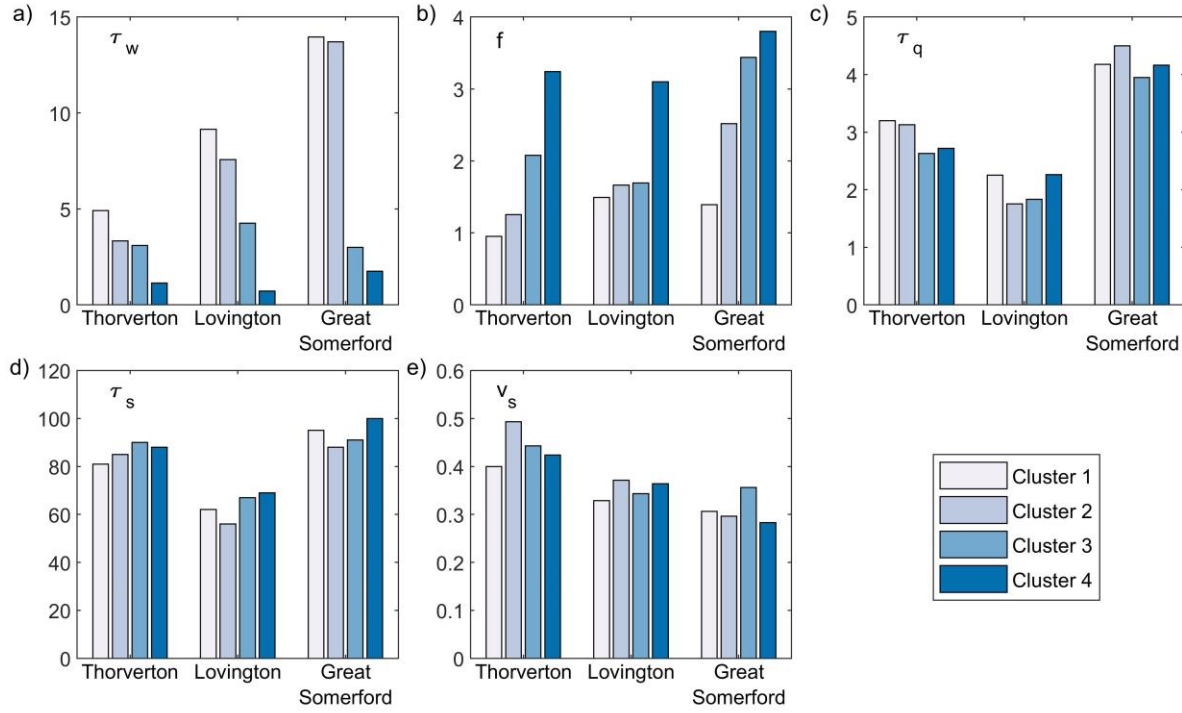 a)
τ w
15
10
5
0
Thorverton Lovington Great
Somerford
b)
f
4
3
2
1
0
Thorverton Lovington Great
Somerford
c)
τ q
5
4
3
2
1
0
Thorverton Lovington Great
Somerford
d)
τ s
120
100
80
60
40
20
0
Thorverton Lovington Great
Somerford
e)
v s
0.6
0.5
0.4
0.3
0.2
0.1
0
Thorverton Lovington Great
Somerford
Cluster 1
Cluster 2
Cluster 3
Cluster 4